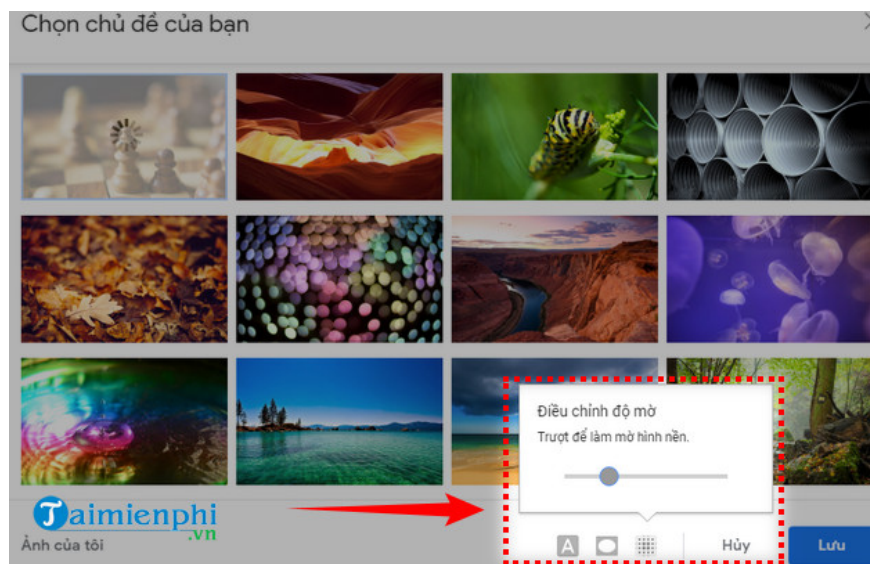 Chọn chủ đề của bạn
Điều chỉnh độ mờ
Trượt để làm mờ hình nền.
Taimienphi
.vn
Ảnh của tôi
A
Hủy
Lưu